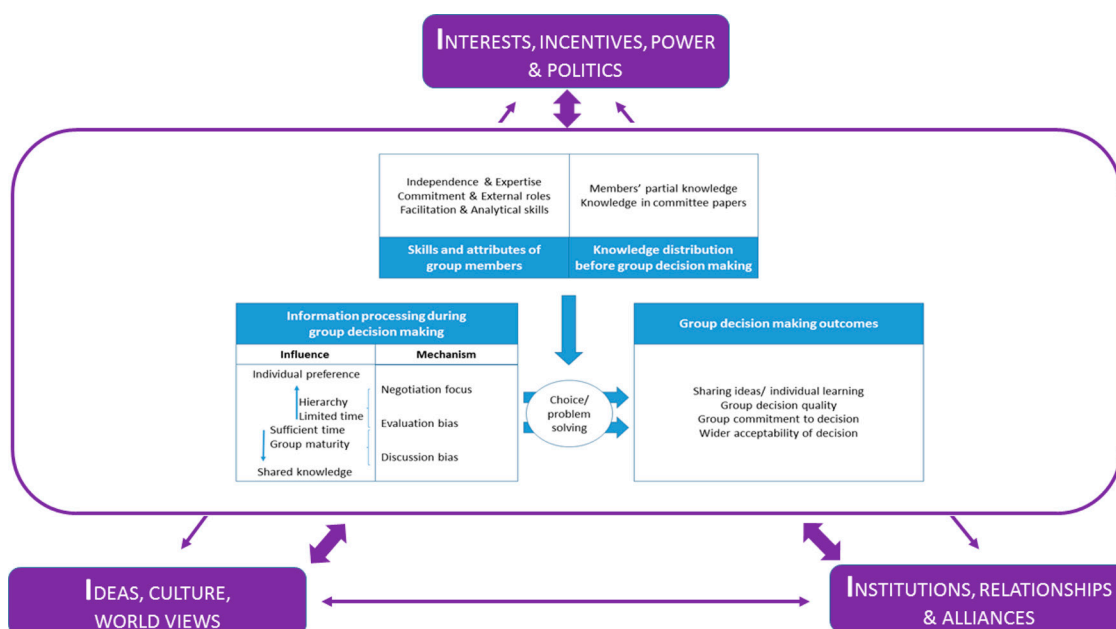 INTERESTS, INCENTIVES, POWER
& POLITICS
Independence & Expertise
Commitment & External roles
Facilitation & Analytical skills
Members' partial knowledge
Knowledge in committee papers
Skills and attributes of
group members
Knowledge distribution
before group decision making
Information processing during
group decision making
Influence
Mechanism
Individual preference
Hierarchy
Limited time
Sufficient time
Group maturity
Shared knowledge
Negotiation focus
Evaluation bias
Discussion bias
Choice/
problem
solving
Group decision making outcomes
Sharing ideas/ individual learning
Group decision quality
Group commitment to decision
Wider acceptability of decision
IDEAS, CULTURE,
WORLD VIEWS
INSTITUTIONS, RELATIONSHIPS
& ALLIANCES